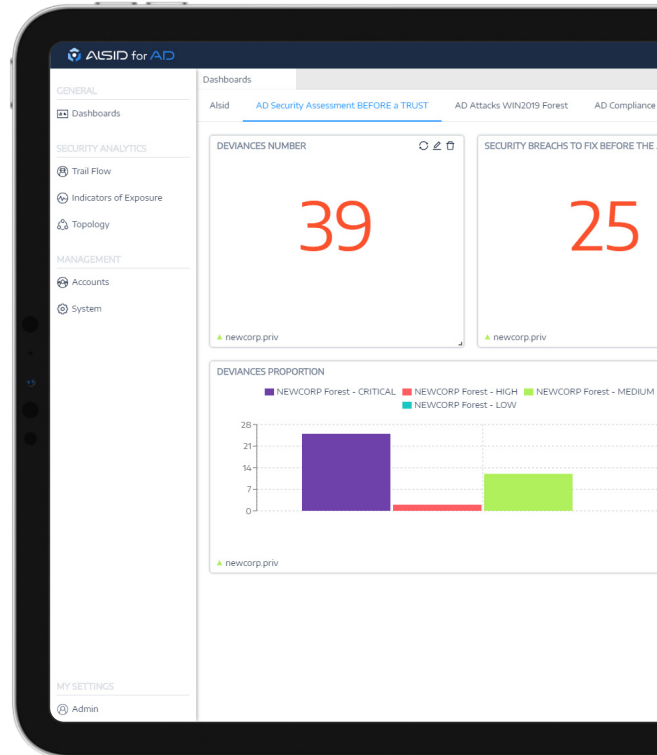 ALSID for AD
GENERAL
Dashboards
SECURITY ANALYTICS
Trail Flow
Indicators of Exposure
Topology
MANAGEMENT
Accounts
System
MY SETTINGS
Admin
Dashboards
Alsid AD Security Assessment BEFORE a TRUST AD Attacks WIN2019 Forest AD Compliance
DEVIANCES NUMBER
39
newcorp.priv
SECURITY BREACHS TO FIX BEFORE THE
25
newcorp.priv
DEVIANCES PROPORTION
NEWCORP Forest - CRITICAL NEWCORP Forest - HIGH NEWCORP Forest - MEDIUM
NEWCORP Forest - LOW
28
21
14
7
0
newcorp.priv